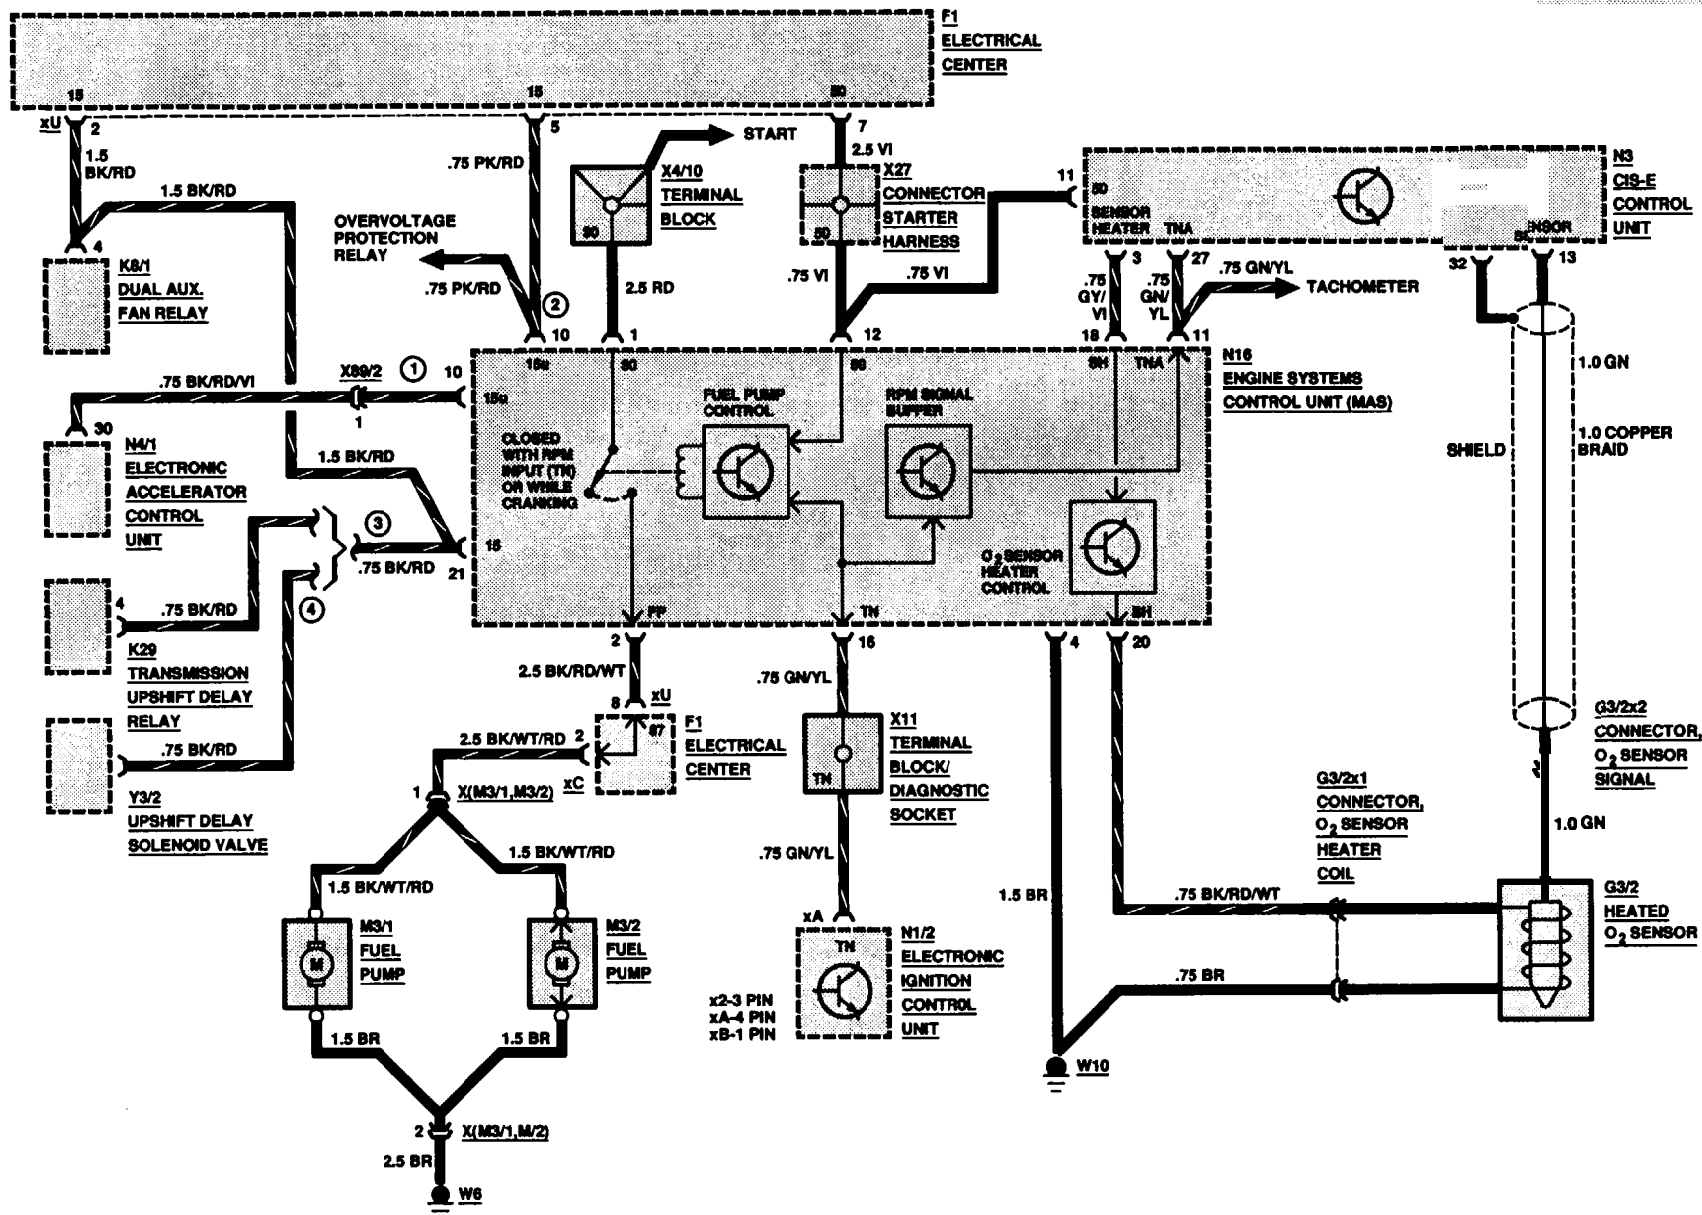 F1
ELECTRICAL
CENTER
15
15
50
xU
2
5
7
1.5
BK/RD
.75 PK/RD
START
2.5 VI
1.5 BK/RD
X4/10
TERMINAL
BLOCK
X27
CONNECTOR
STARTER
HARNESS
50
11
50
SENSOR
HEATER
TNA
N3
CIS-E
CONTROL
UNIT
ENSOR
OVERVOLTAGE
PROTECTION
RELAY
4
K8/1
DUAL AUX.
FAN RELAY
.75 PK/RD
2
2.5 RD
.75 VI
.75 VI
3
27
.75
GY/
VI
.75
GN/
YL
.75 GN/YL
TACHOMETER
32
13
10
1
12
18
11
1.0 GN
15u
SH
TNA
N16
ENGINE SYSTEMS
CONTROL UNIT (MAS)
X89/2
1
10
.75 BK/RD/VI
1
15u
30
FUEL PUMP
CONTROL
RPM SIGNAL
BUFFER
SHIELD
1.0 COPPER
BRAID
N4/1
ELECTRONIC
ACCELERATOR
CONTROL
UNIT
1.5 BK/RD
CLOSED
WITH RPM
INPUT (TN)
OR WHILE
CRANKING
3
15
.75 BK/RD
21
O2 SENSOR
HEATER
CONTROL
4
.75 BK/RD
4
K29
TRANSMISSION
UPSHIFT DELAY
RELAY
FP
TN
SH
2
16
4
20
2.5 BK/RD/WT
.75 GN/YL
8
xU
87
F1
ELECTRICAL
CENTER
.75 BK/RD
Y3/2
UPSHIFT DELAY
SOLENOID VALVE
2.5 BK/WT/RD
2
xC
1
X(M3/1,M3/2)
X11
TERMINAL
BLOCK/
DIAGNOSTIC
SOCKET
TN
G3/2x2
CONNECTOR,
O2 SENSOR
SIGNAL
G3/2x1
CONNECTOR,
O2 SENSOR
HEATER
COIL
1.0 GN
1.5 BK/WT/RD
1.5 BK/WT/RD
.75 GN/YL
1.5 BR
.75 BK/RD/WT
G3/2
HEATED
O2 SENSOR
M3/1
FUEL
PUMP
M
M3/2
FUEL
PUMP
M
xA
TN
N1/2
ELECTRONIC
IGNITION
CONTROL
UNIT
x2-3 PIN
xA-4 PIN
xB-1 PIN
.75 BR
1.5 BR
1.5 BR
W10
2
X(M3/1,M/2)
2.5 BR
W6